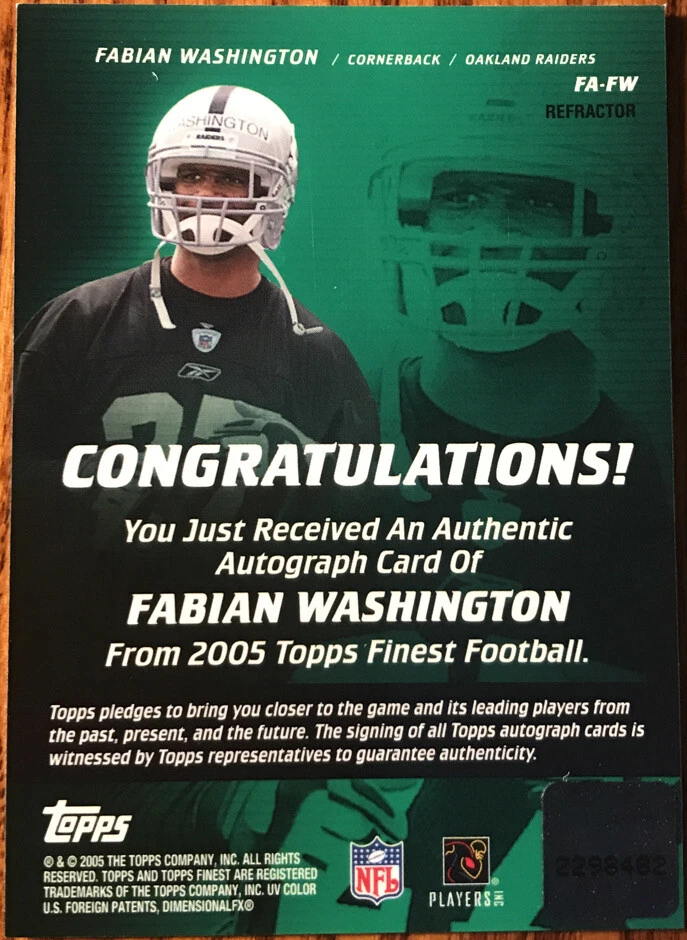 FABIAN WASHINGTON / CORNERBACK / OAKLAND RAIDERS
FA-FW
REFRACTOR
ASHINGTON
RAIDERS
CONGRATULATIONS!
You Just Received An Authentic
Autograph Card Of
FABIAN WASHINGTON
From 2005 Topps Finest Football.
Topps pledges to bring you closer to the game and its leading players from
the past, present, and the future. The signing of all Topps autograph cards is
witnessed by Topps representatives to guarantee authenticity.
Topps
® & © 2005 THE TOPPS COMPANY, INC. ALL RIGHTS
RESERVED. TOPPS AND TOPPS FINEST ARE REGISTERED
TRADEMARKS OF THE TOPPS COMPANY, INC. UV COLOR
U.S. FOREIGN PATENTS, DIMENSIONALFX®
NFL
PLAYERS INC
2298482